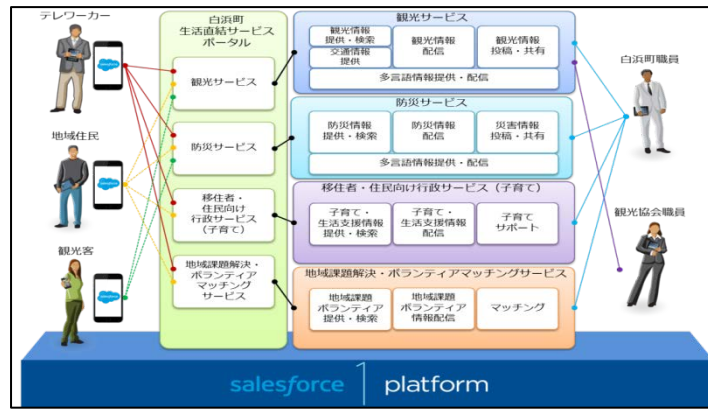 テレワーカー
salesforce
地域住民
salesforce
観光客
salesforce
白浜町
生活直結サービス
ポータル
観光サービス
防災サービス
移住者・
住民向け
行政サービス
(子育て)
地域課題解決・
ボランティア
マッチング
サービス
観光サービス
観光情報
提供・検索
交通情報
提供
観光情報
配信
観光情報
投稿・共有
多言語情報提供・配信
防災サービス
防災情報
提供・検索
防災情報
配信
災害情報
投稿・共有
多言語情報提供・配信
移住者・住民向け行政サービス(子育て)
子育て・
生活支援情報
提供・検索
子育て・
生活支援情報
配信
子育て
サポート
地域課題解決・ボランティアマッチングサービス
地域課題
ボランティア
提供・検索
地域課題
ボランティア
情報配信
マッチング
白浜町職員
観光協会職員
salesforce1 platform